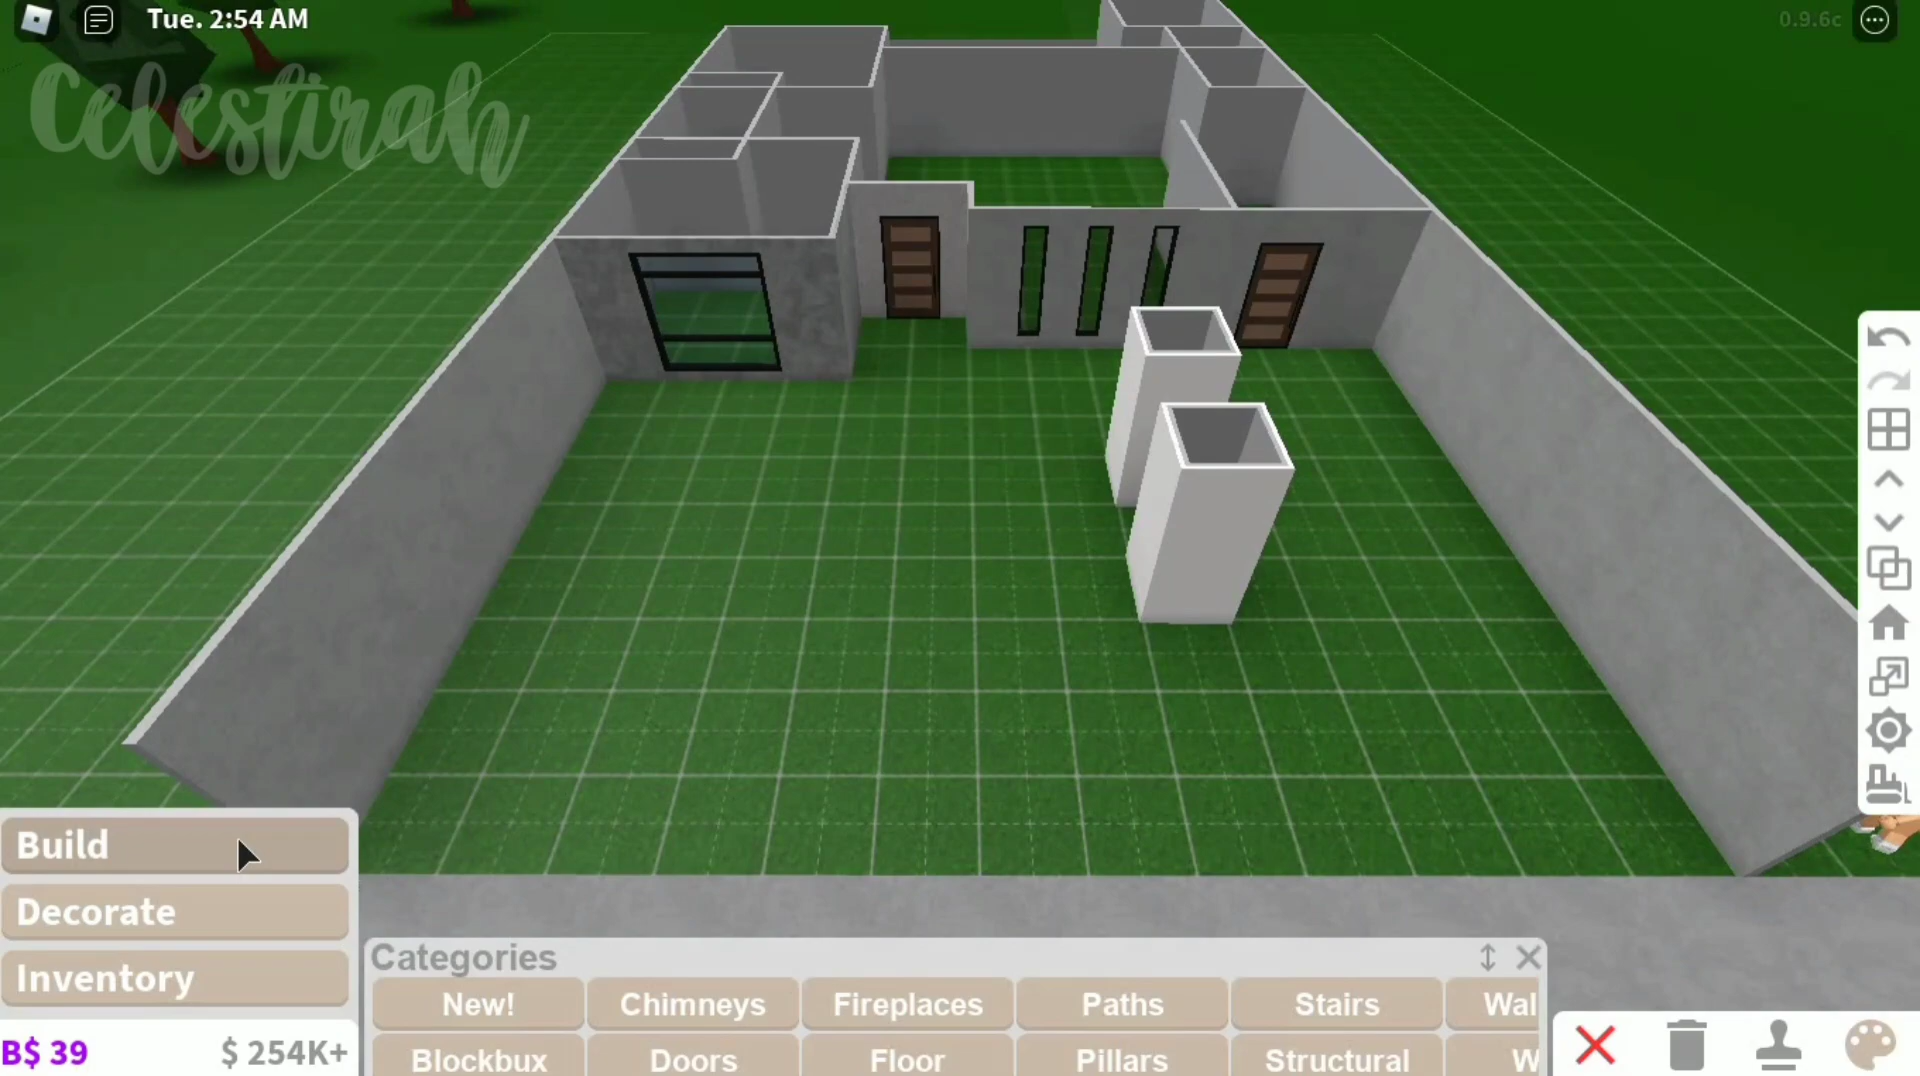 Tue. 2:54 AM
0.9.6c
Celestirah
Build
Decorate
Inventory
B$ 39
$ 254K+
Categories
New!
Chimneys
Fireplaces
Paths
Stairs
Wal
Blockbux
Doors
Floor
Pillars
Structural
W